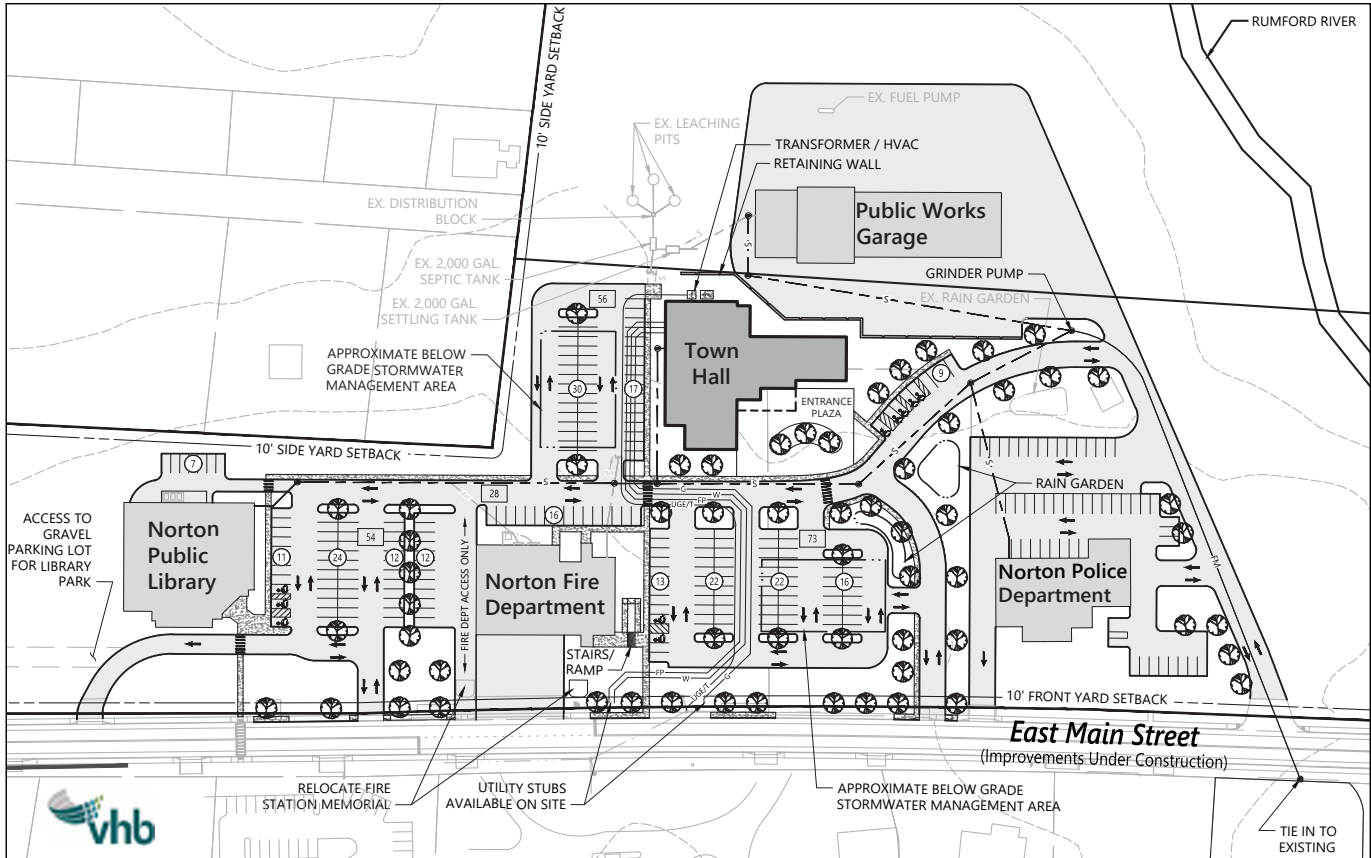 RUMFORD RIVER
10' SIDE YARD SETBACK
EX. FUEL PUMP
EX. LEACHING
PITS
TRANSFORMER / HVAC
RETAINING WALL
EX. DISTRIBUTION
BLOCK
Public Works
Garage
EX. 2,000 GAL.
SEPTIC TANK
GRINDER PUMP
EX. RAIN GARDEN
EX. 2,000 GAL.
SETTLING TANK
56
APPROXIMATE BELOW
GRADE STORMWATER
MANAGEMENT AREA
Town
Hall
30
17
9
ENTRANCE
PLAZA
10' SIDE YARD SETBACK
7
28
16
RAIN GARDEN
ACCESS TO
GRAVEL
PARKING LOT
FOR LIBRARY
PARK
Norton
Public
Library
54
11
24
12
12
FIRE DEPT ACCESS ONLY
Norton Fire
Department
73
13
22
22
16
Norton Police
Department
S
S
S
S
S
S
G
W
FP
UGE/T
FM
STAIRS/
RAMP
FP
W
UGE/T
G
10' FRONT YARD SETBACK
East Main Street
(Improvements Under Construction)
RELOCATE FIRE
STATION MEMORIAL
UTILITY STUBS
AVAILABLE ON SITE
APPROXIMATE BELOW GRADE
STORMWATER MANAGEMENT AREA
vhb
TIE IN TO
EXISTING